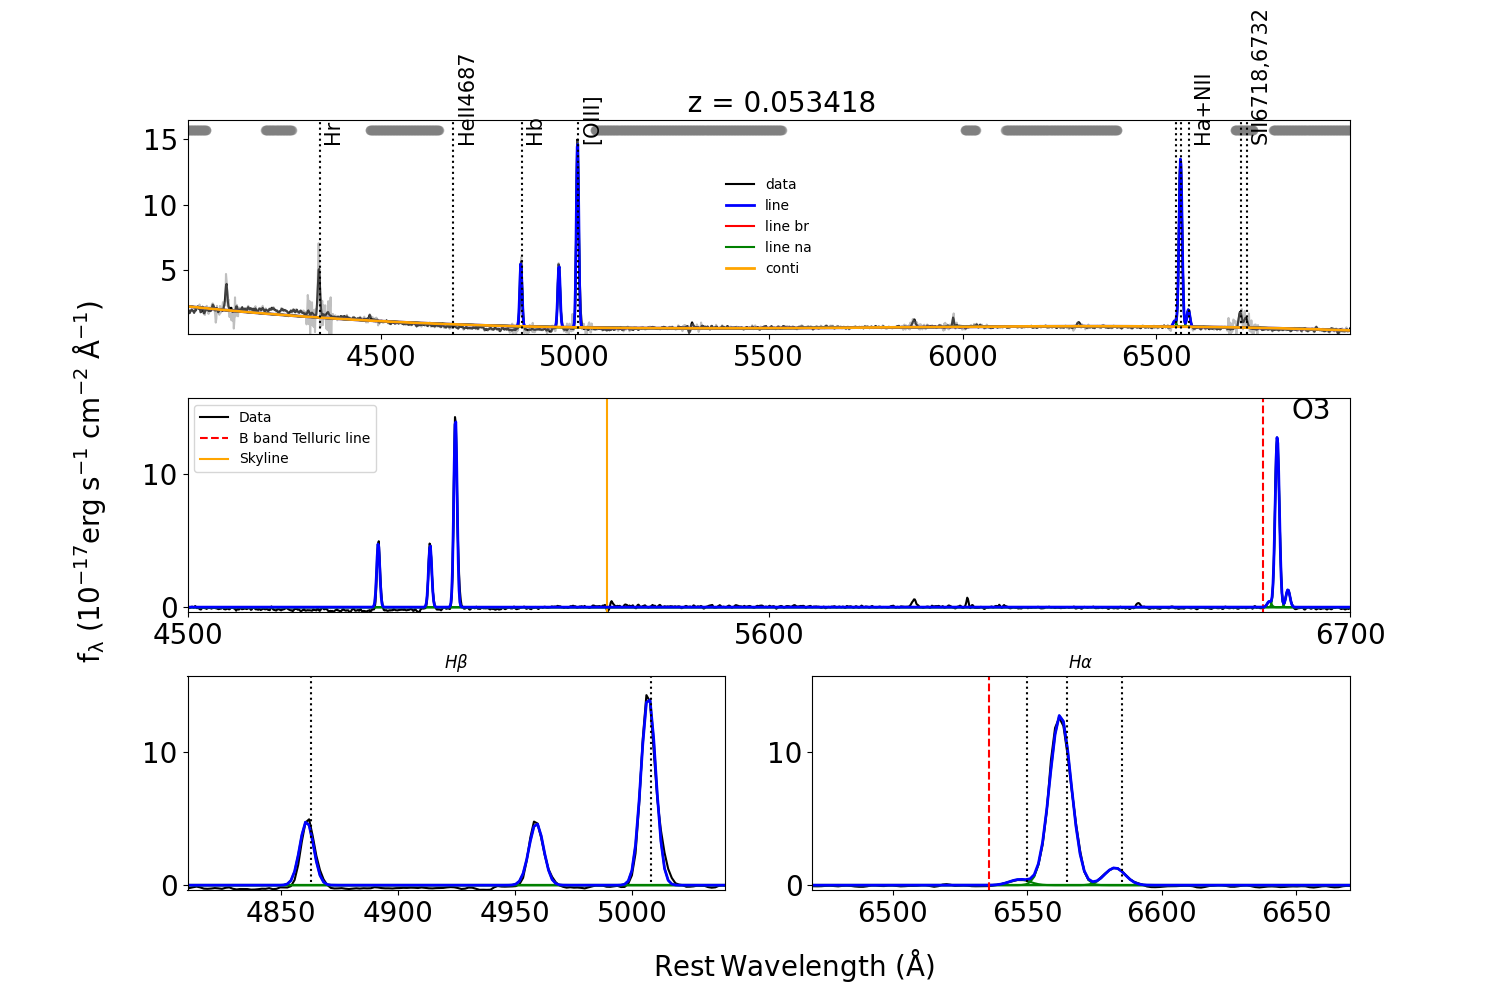 z = 0.053418
Hr
HeII4687
Hb
[OIII]
Ha+NII
SII6718,6732
15
10
5
data
line
line br
line na
conti
4500
5000
5500
6000
6500
O3
Data
B band Telluric line
Skyline
10
0
4500
5600
6700
fλ (10⁻¹⁷erg s⁻¹ cm⁻² Å⁻¹)
Hβ
10
0
4850
4900
4950
5000
Hα
10
0
6500
6550
6600
6650
Rest Wavelength (Å)